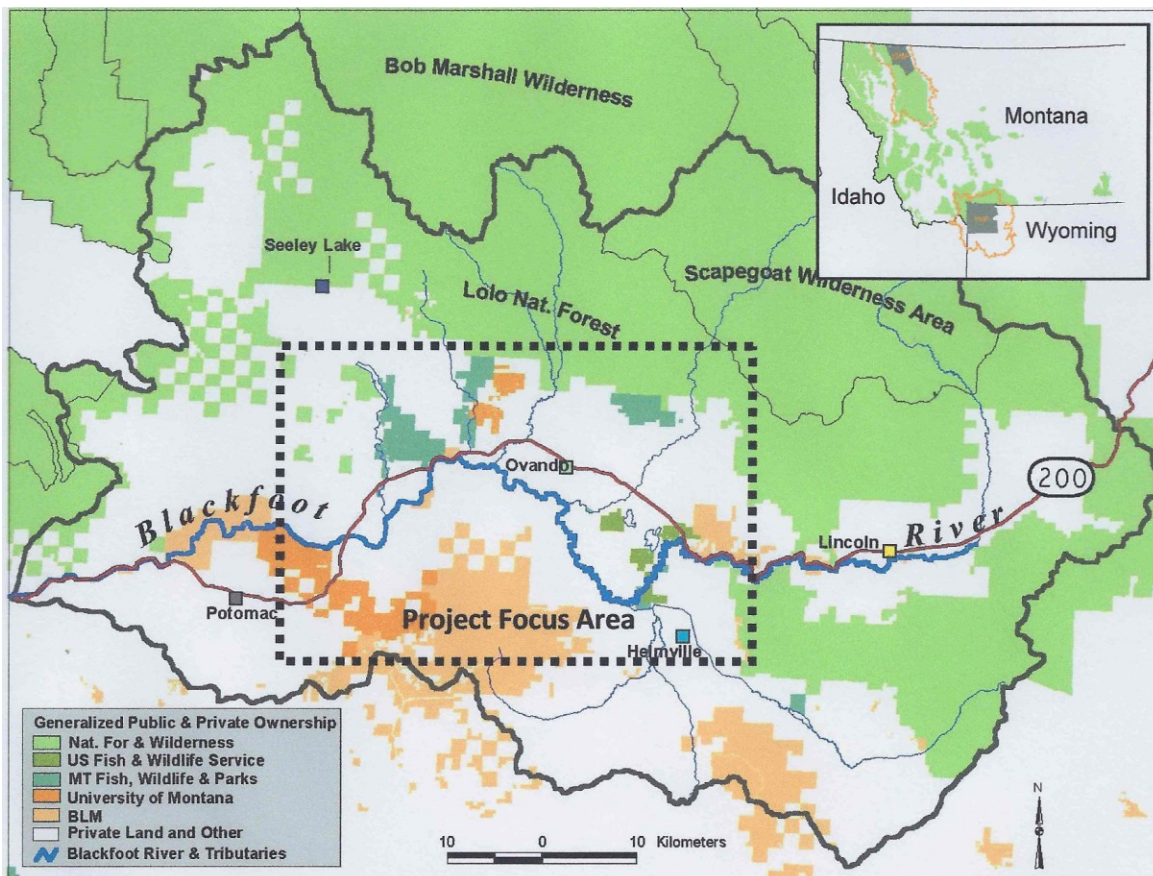 Bob Marshall Wilderness
Montana
Idaho
Wyoming
Seeley Lake
Scapegoat Wilderness Area
Lolo Nat. Forest
Ovando
200
Blackfoot
River
Lincoln
Potomac
Project Focus Area
Helmville
Generalized Public & Private Ownership
Nat. For & Wilderness
US Fish & Wildlife Service
MT Fish, Wildlife & Parks
University of Montana
BLM
Private Land and Other
Blackfoot River & Tributaries
10 0 10 Kilometers
N